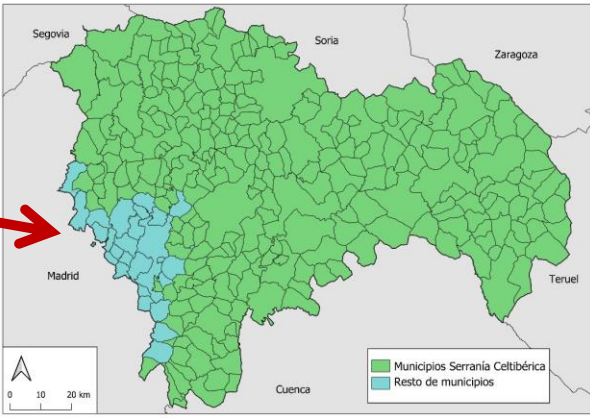 Segovia
Soria
Zaragoza
Madrid
Teruel
Cuenca
Municipios Serranía Celtibérica
Resto de municipios
0 10 20 km